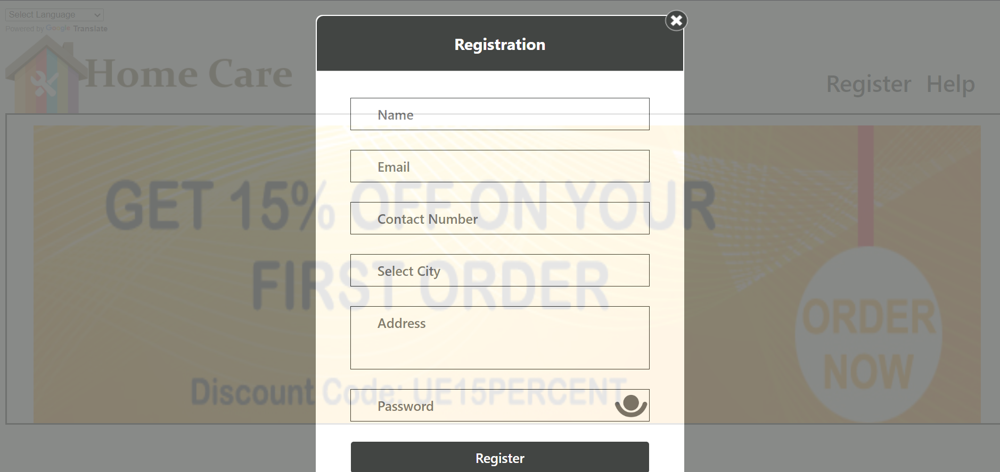 Select Language
Powered by Google Translate
Home Care
Register Help
Registration
Name
Email
Contact Number
Select City
Address
Password
Register
GET 15% OFF ON YOUR
FIRST ORDER
Discount Code: UE15PERCENT
ORDER
NOW